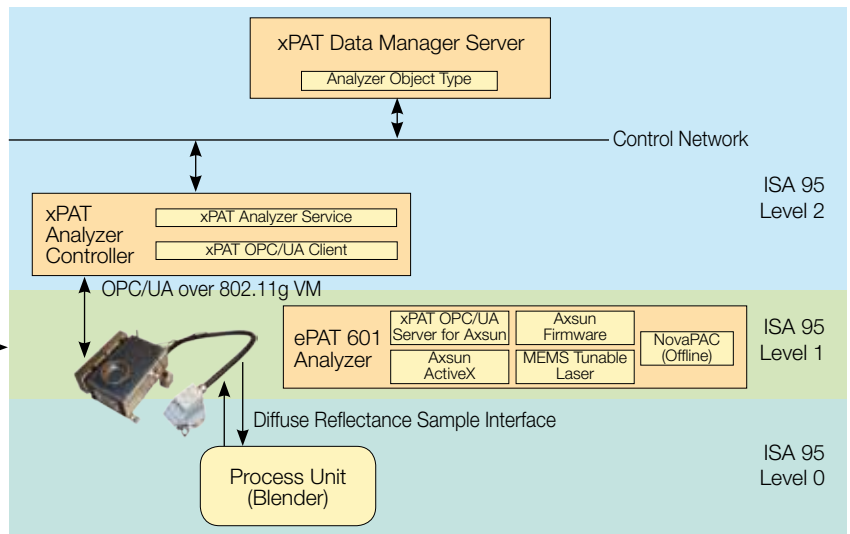 xPAT Data Manager Server
Analyzer Object Type
Control Network
ISA 95
Level 2
xPAT
Analyzer
Controller
xPAT Analyzer Service
xPAT OPC/UA Client
OPC/UA over 802.11g VM
ePAT 601
Analyzer
xPAT OPC/UA
Server for Axsun
Axsun
Firmware
Axsun
ActiveX
MEMS Tunable
Laser
NovaPAC
(Offline)
ISA 95
Level 1
Diffuse Reflectance Sample Interface
Process Unit
(Blender)
ISA 95
Level 0